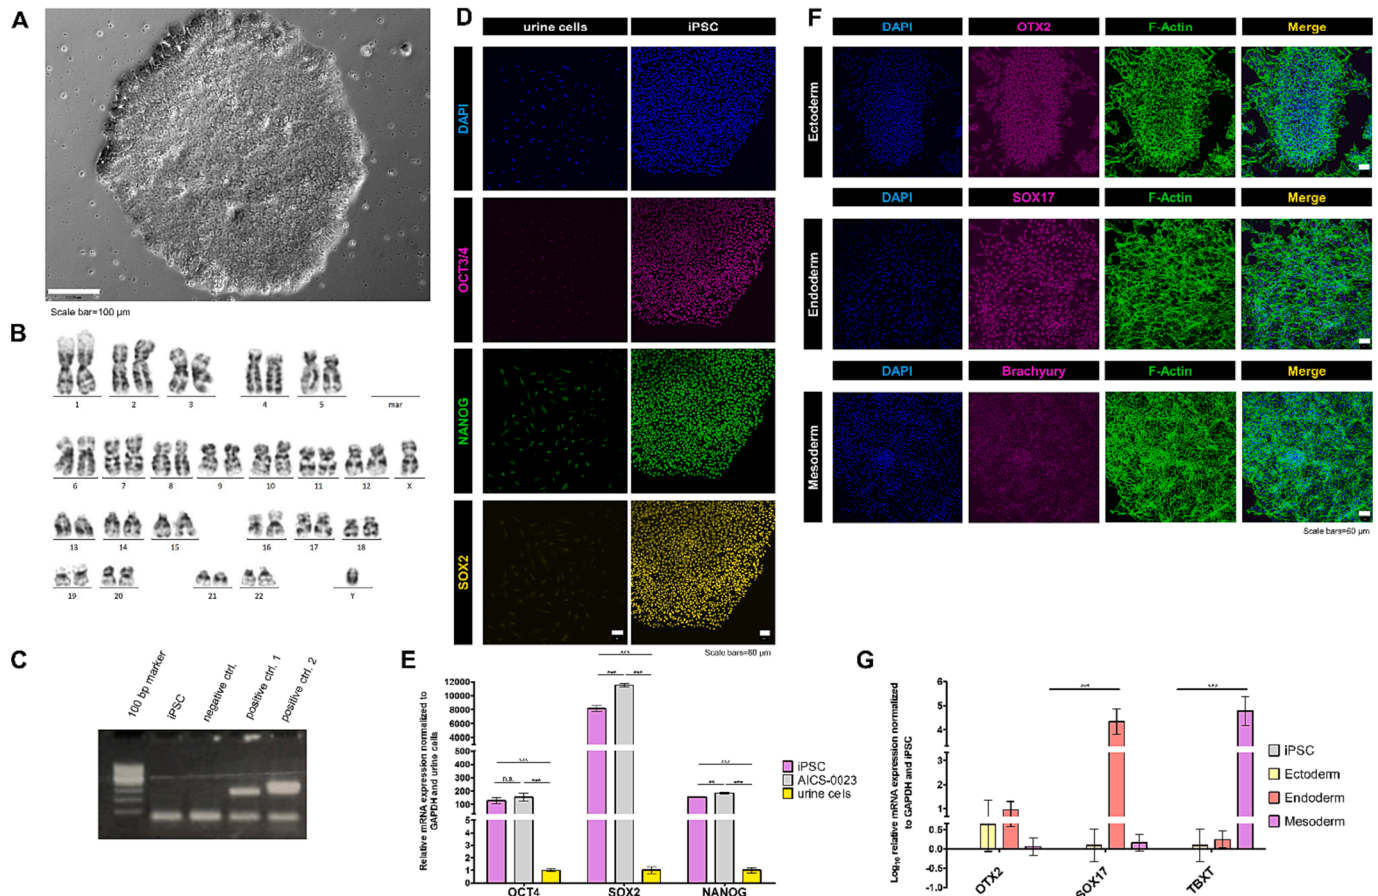 A
Scale bar=100 µm
B
1 2 3 4 5 mar
6 7 8 9 10 11 12 X
13 14 15 16 17 18
19 20 21 22 Y
C
100 bp marker
iPSC
negative ctrl.
positive ctrl. 1
positive ctrl. 2
D
urine cells iPSC
DAPI
OCT3/4
NANOG
SOX2
Scale bars=60 µm
E
Relative mRNA expression normalized to
GAPDH and urine cells
12000
10000
8000
6000
4000
2000
500
400
300
200
100
5
4
3
2
1
0
n.s.
***
***
***
***
***
**
***
OCT4 SOX2 NANOG
iPSC
AICS-0023
urine cells
F
DAPI OTX2 F-Actin Merge
Ectoderm
DAPI SOX17 F-Actin Merge
Endoderm
DAPI Brachyury F-Actin Merge
Mesoderm
Scale bars=60 µm
G
Log10 relative mRNA expression normalized
to GAPDH and iPSC
6
5
4
3
2
1
0.5
0.0
-0.5
-1.0
OTX2 SOX17 TBXT
iPSC
Ectoderm
Endoderm
Mesoderm